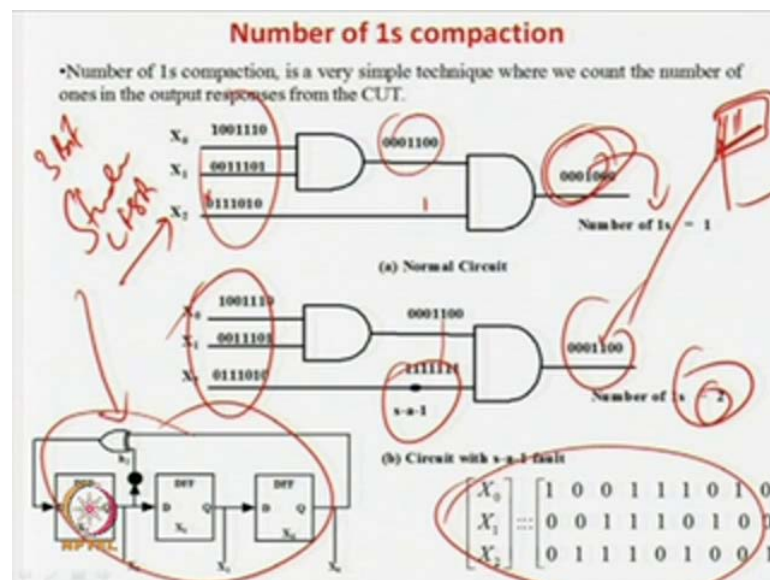 Number of 1s compaction
•Number of 1s compaction, is a very simple technique where we count the number of
ones in the output responses from the CUT.
3 Bit
X₀ 1001110
0001100
X₁ 0011101
0001000
X₂ 0111010
1
Number of 1s = 1
(a) Normal Circuit
X₀ 1001110
0001100
X₁ 0011101
0001100
0111010
1111111
s-a-1
Number of 1s = 2
(b) Circuit with s-a-1 fault
DFF DFF
D Q D Q
X₀ 1 0 0 1 1 1 0 1 0
X₁ 0 0 1 1 1 0 1 0 0
X₂ 0 1 1 1 0 1 0 0 1
NPTEL